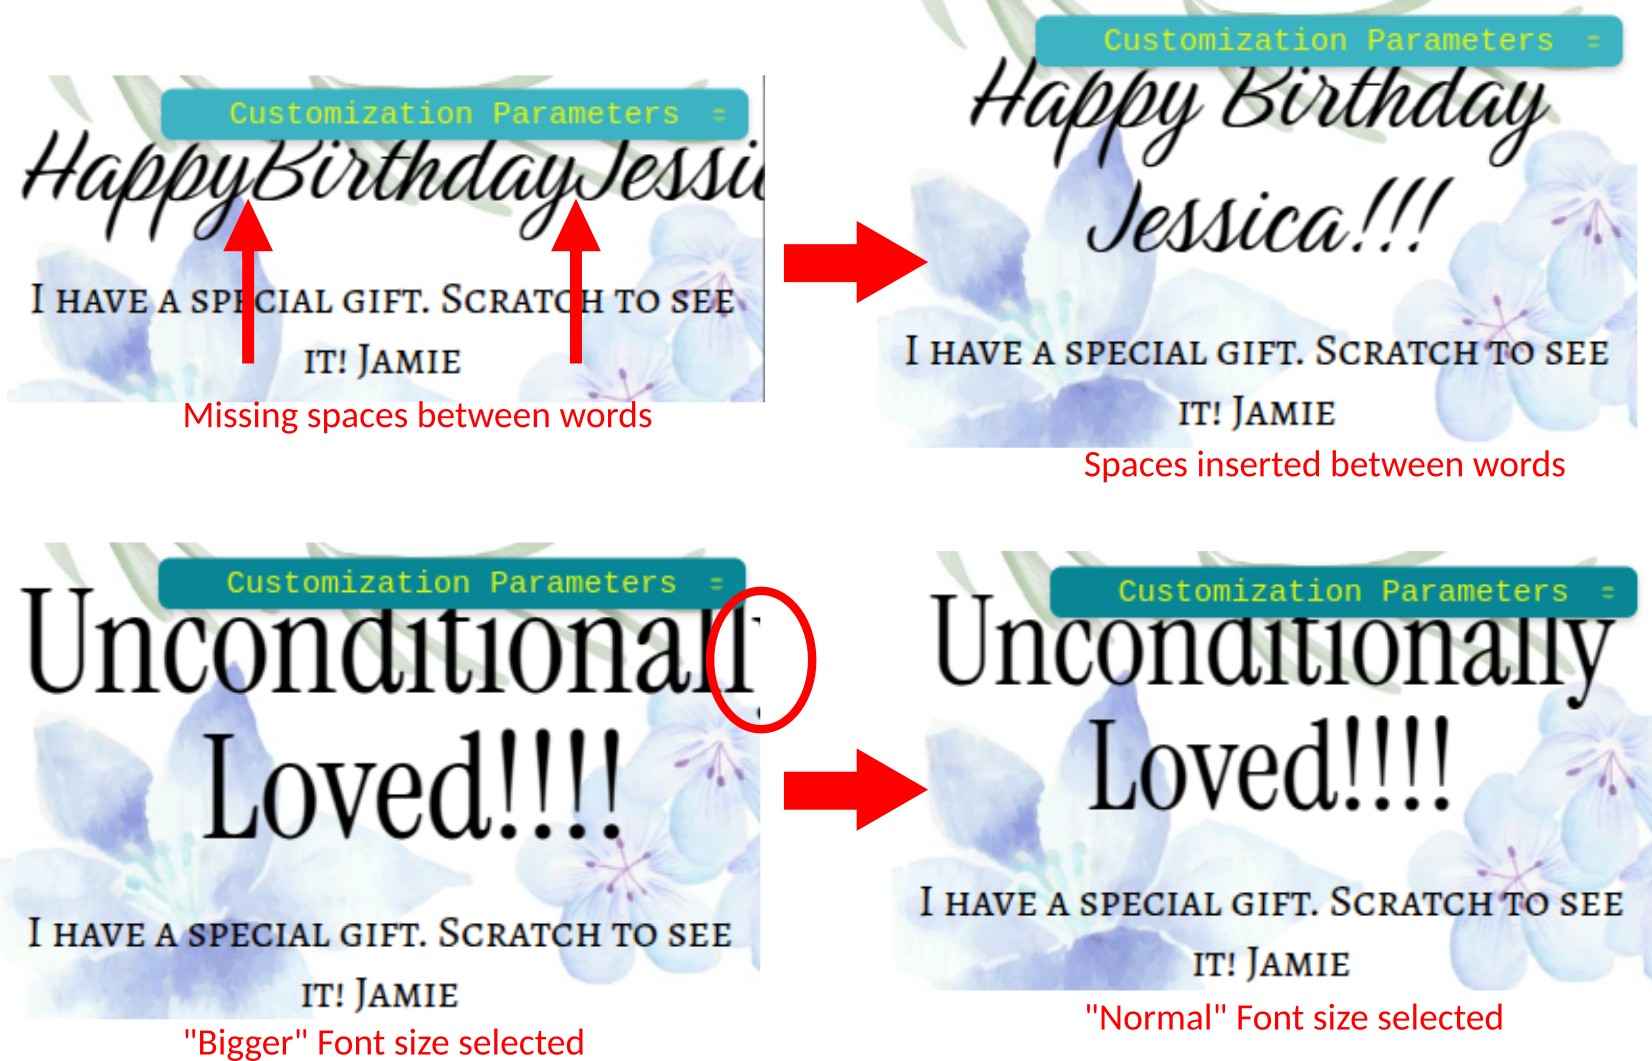 Customization Parameters =
HappyBirthdayJessic
I have a special gift. Scratch to see
it! Jamie
Missing spaces between words
Customization Parameters =
Happy Birthday
Jessica!!!
I have a special gift. Scratch to see
it! Jamie
Spaces inserted between words
Customization Parameters =
Unconditionally
Loved!!!!
I have a special gift. Scratch to see
it! Jamie
"Bigger" Font size selected
Customization Parameters =
Unconditionally
Loved!!!!
I have a special gift. Scratch to see
it! Jamie
"Normal" Font size selected